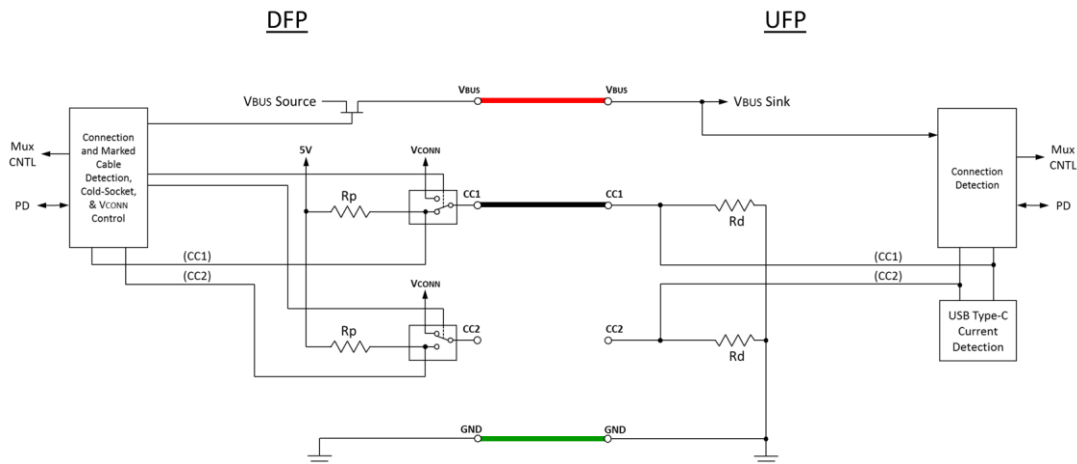 DFP
UFP
VBUS Source
VBUS
VBUS
VBUS Sink
Mux
CNTL
PD
Connection
and Marked
Cable
Detection,
Cold-Socket,
& VCONN
Control
5V
VCONN
Rp
CC1
CC1
Rd
(CC1)
(CC2)
(CC1)
(CC2)
Connection
Detection
Mux
CNTL
PD
VCONN
Rp
CC2
CC2
Rd
USB Type-C
Current
Detection
GND
GND